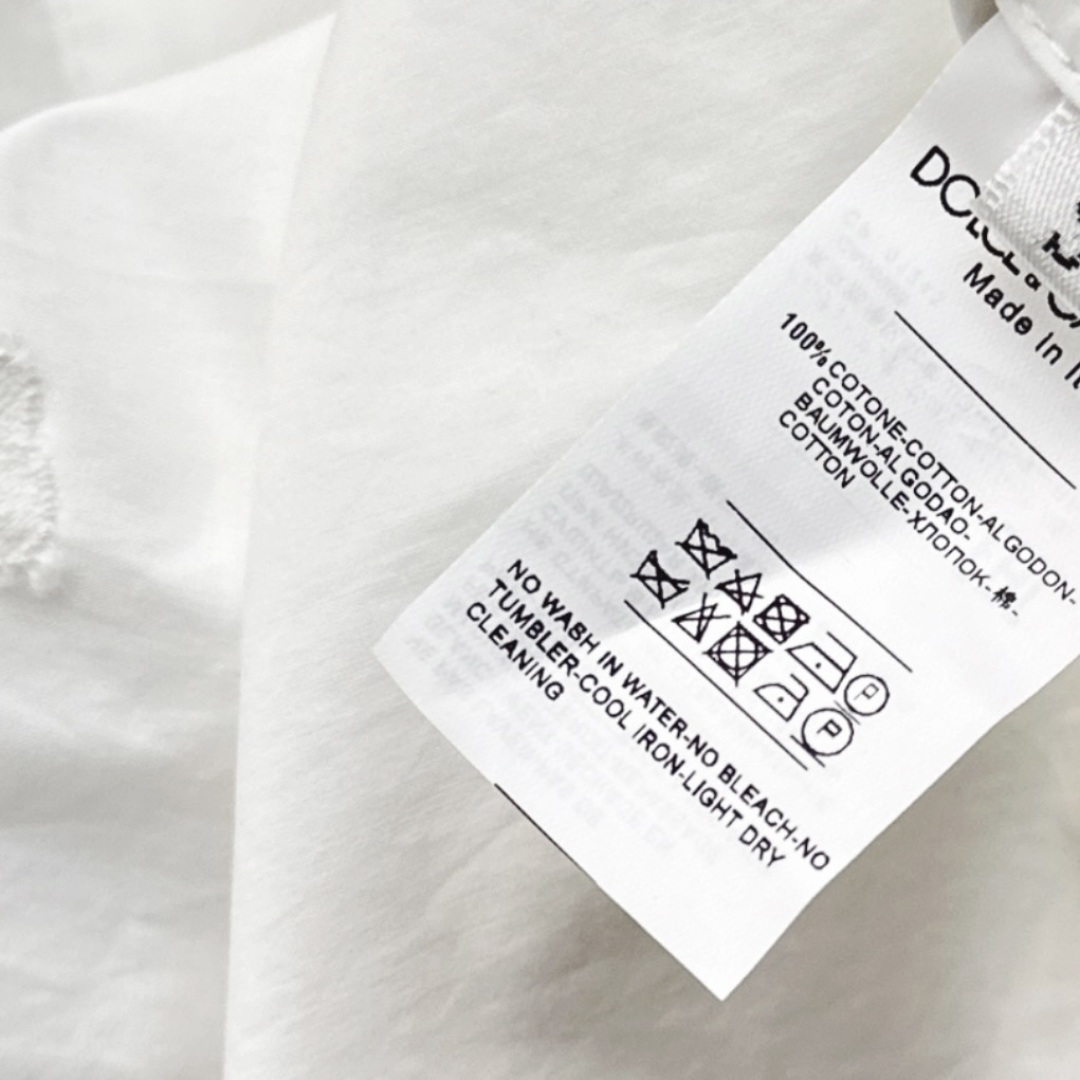 Made in
100% COTONE-COTTON-ALGODON-
COTON-ALGODAO-
BAUMWOLLE-ХЛОПОК-棉-
COTTON
P
P
NO WASH IN WATER-NO BLEACH-NO
TUMBLER-COOL IRON-LIGHT DRY
CLEANING